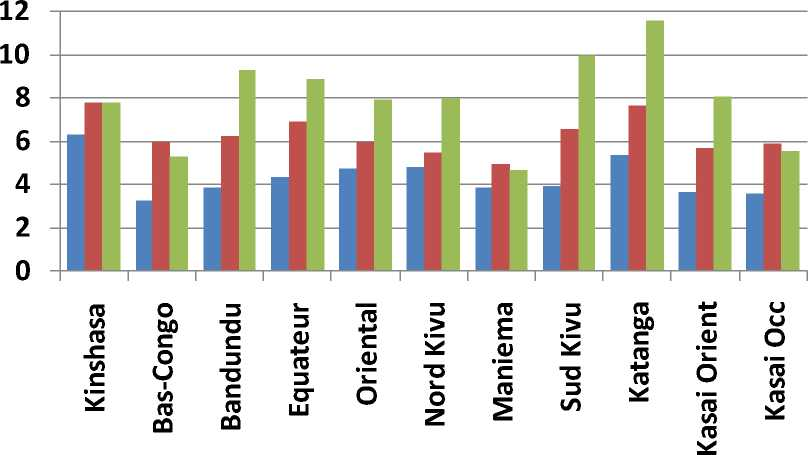 12
10
8
6
4
2
0
Kinshasa
Bas-Congo
Bandundu
Equateur
Oriental
Nord Kivu
Maniema
Sud Kivu
Katanga
Kasai Orient
Kasai Occ